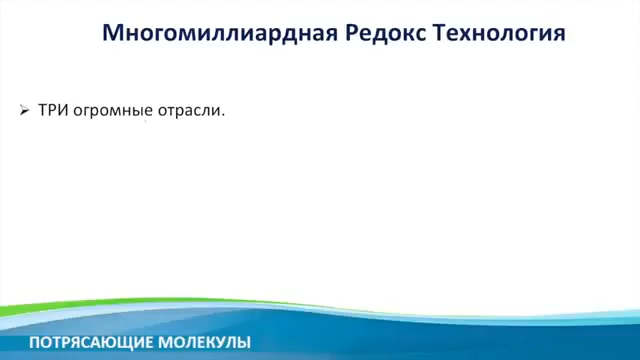 Многомиллиардная Редокс Технология
➢ ТРИ огромные отрасли.
ПОТРЯСАЮЩИЕ МОЛЕКУЛЫ